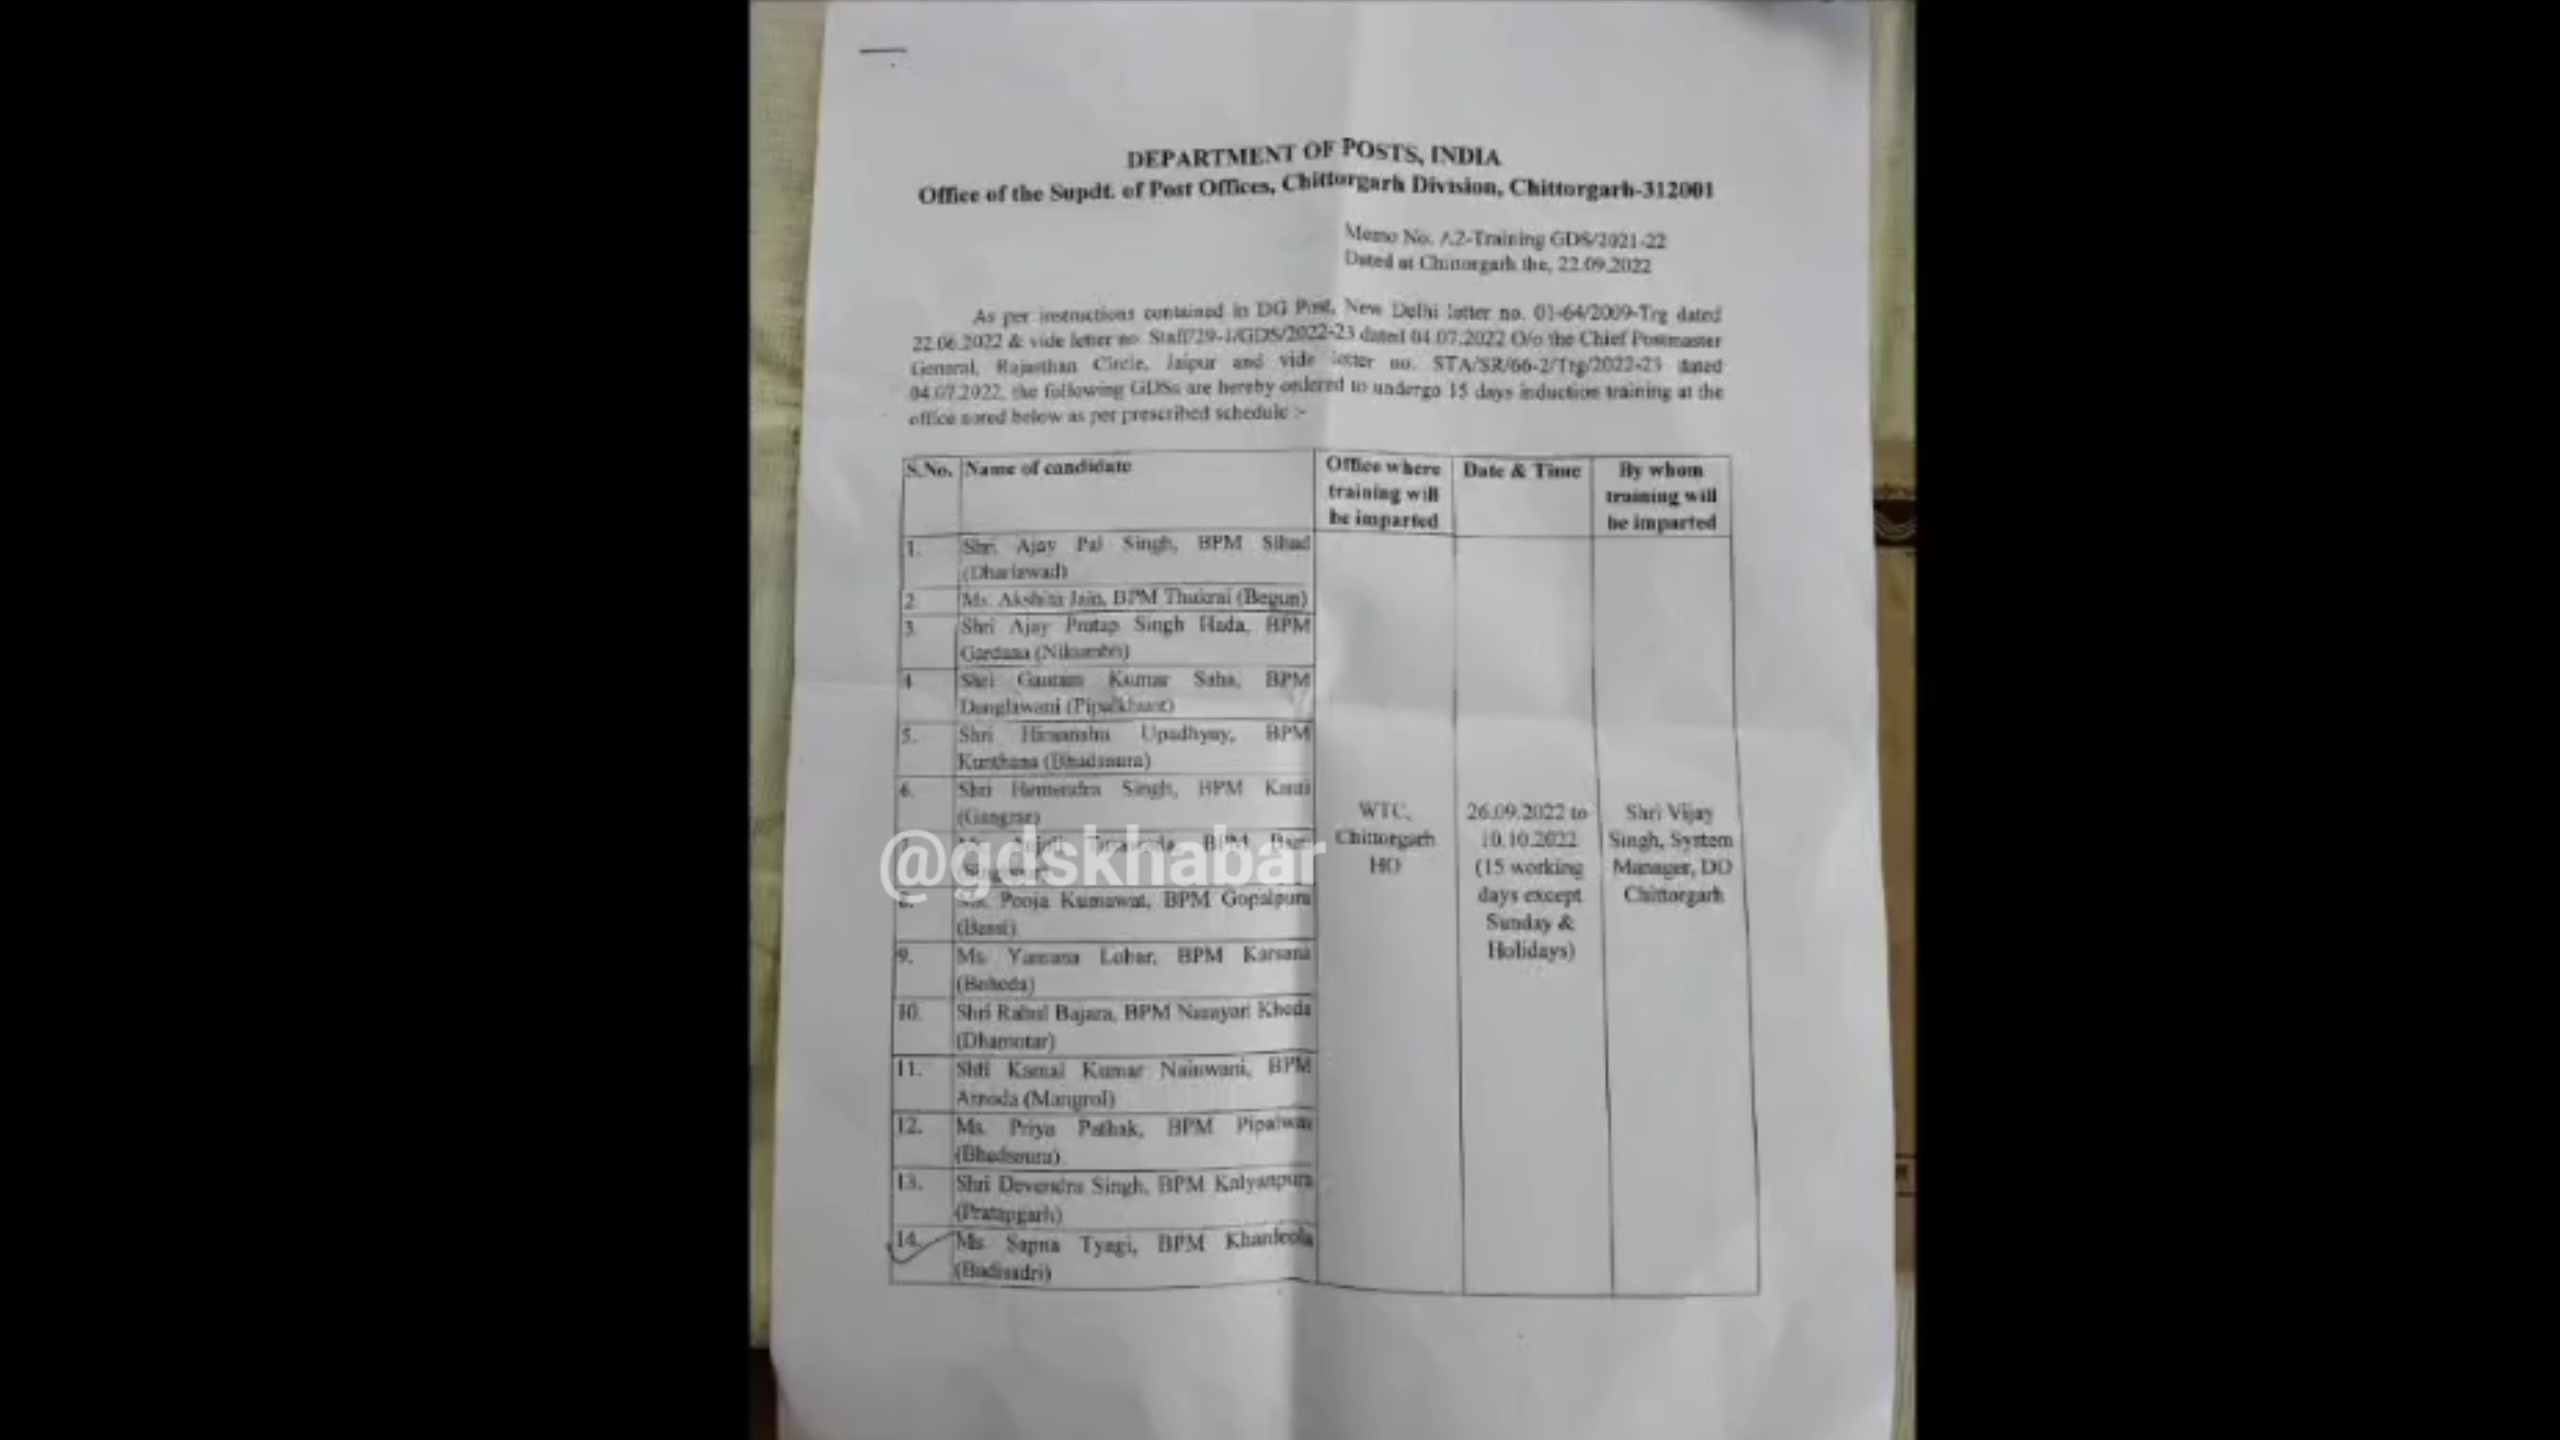 DEPARTMENT OF POSTS, INDIA
Office of the Supdt. of Post Offices, Chittorgarh Division, Chittorgarh-312001
Memo No. A2-Training GDS/2021-22
Dated at Chittorgarh the, 22.09.2022
As per instructions contained in DG Post, New Delhi letter no. 01-64/2009-Trg dated
22.06.2022 & vide letter no. Staff/29-1/GDS/2022-23 dated 04.07.2022 O/o the Chief Postmaster
General, Rajasthan Circle, Jaipur and vide letter no. STA/SR/66-2/Trg/2022-23 dated
04.07.2022, the following GDSs are hereby ordered to undergo 15 days induction training at the
office noted below as per prescribed schedule :-
S.No. Name of candidate Office where training will be imparted Date & Time By whom training will be imparted
1. Shri Ajay Pal Singh, BPM Sihad
(Dhariawad)
2. Ms. Akshita Jain, BPM Thukrai (Begun)
3. Shri Ajay Pratap Singh Hada, BPM
Gardana (Nikumbh)
4 Shri Gautam Kumar Saha, BPM
(Pipalkhunt)
5. Shri Himanshu Upadhyay, BPM
Kunthana (Bhadsoura)
6. Shri Hemendra Singh, BPM
(Gangrar)
BPM
8. Ms. Pooja Kumawat, BPM Gopalpura
(Bassi)
9. Ms. Yamana Lohar, BPM Karsana
(Boheda)
10. Shri Rahul Bajara, BPM Narayan Kheda
(Dhamotar)
11. Shri Kamal Kumar Nainwani, BPM
Arnoda (Mangrol)
12. Ms. Priya Pathak, BPM Pipalwas
(Bhadsoura)
13. Shri Devendra Singh, BPM Kalyanpura
(Pratapgarh)
14. Ms. Sapna Tyagi, BPM Khardeola
(Badisadri)
WTC,
Chittorgarh
HO
26.09.2022 to
10.10.2022
(15 working
days except
Sunday &
Holidays)
Shri Vijay
Singh, System
Manager, DO
Chittorgarh
@gdskhabar